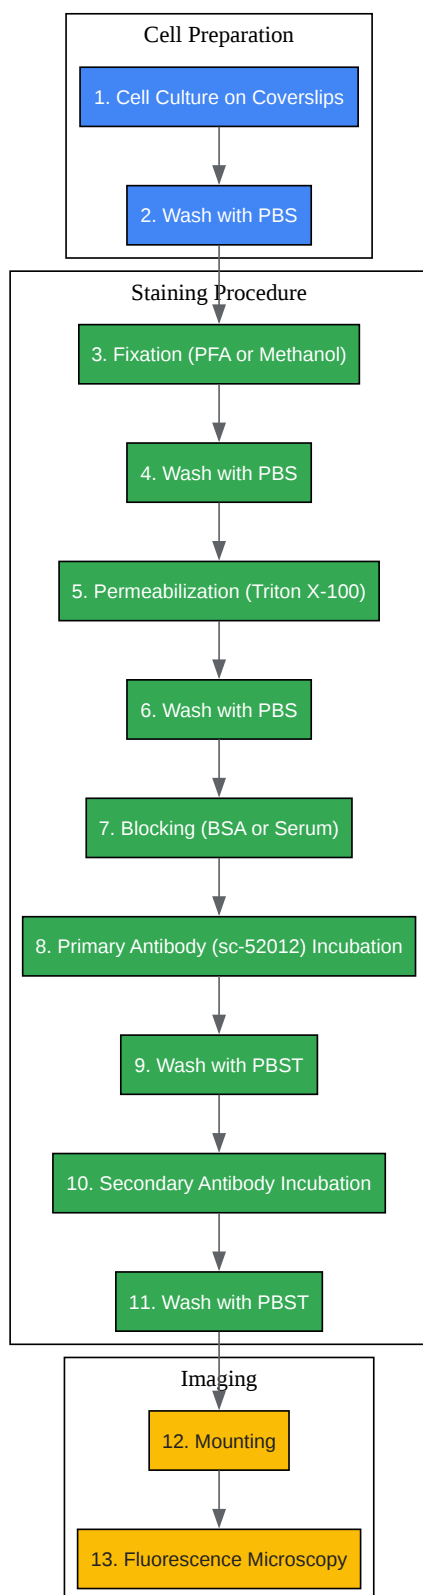 Cell Preparation
1. Cell Culture on Coverslips
2. Wash with PBS
Staining Procedure
3. Fixation (PFA or Methanol)
4. Wash with PBS
5. Permeabilization (Triton X-100)
6. Wash with PBS
7. Blocking (BSA or Serum)
8. Primary Antibody (sc-52012) Incubation
9. Wash with PBST
10. Secondary Antibody Incubation
11. Wash with PBST
Imaging
12. Mounting
13. Fluorescence Microscopy